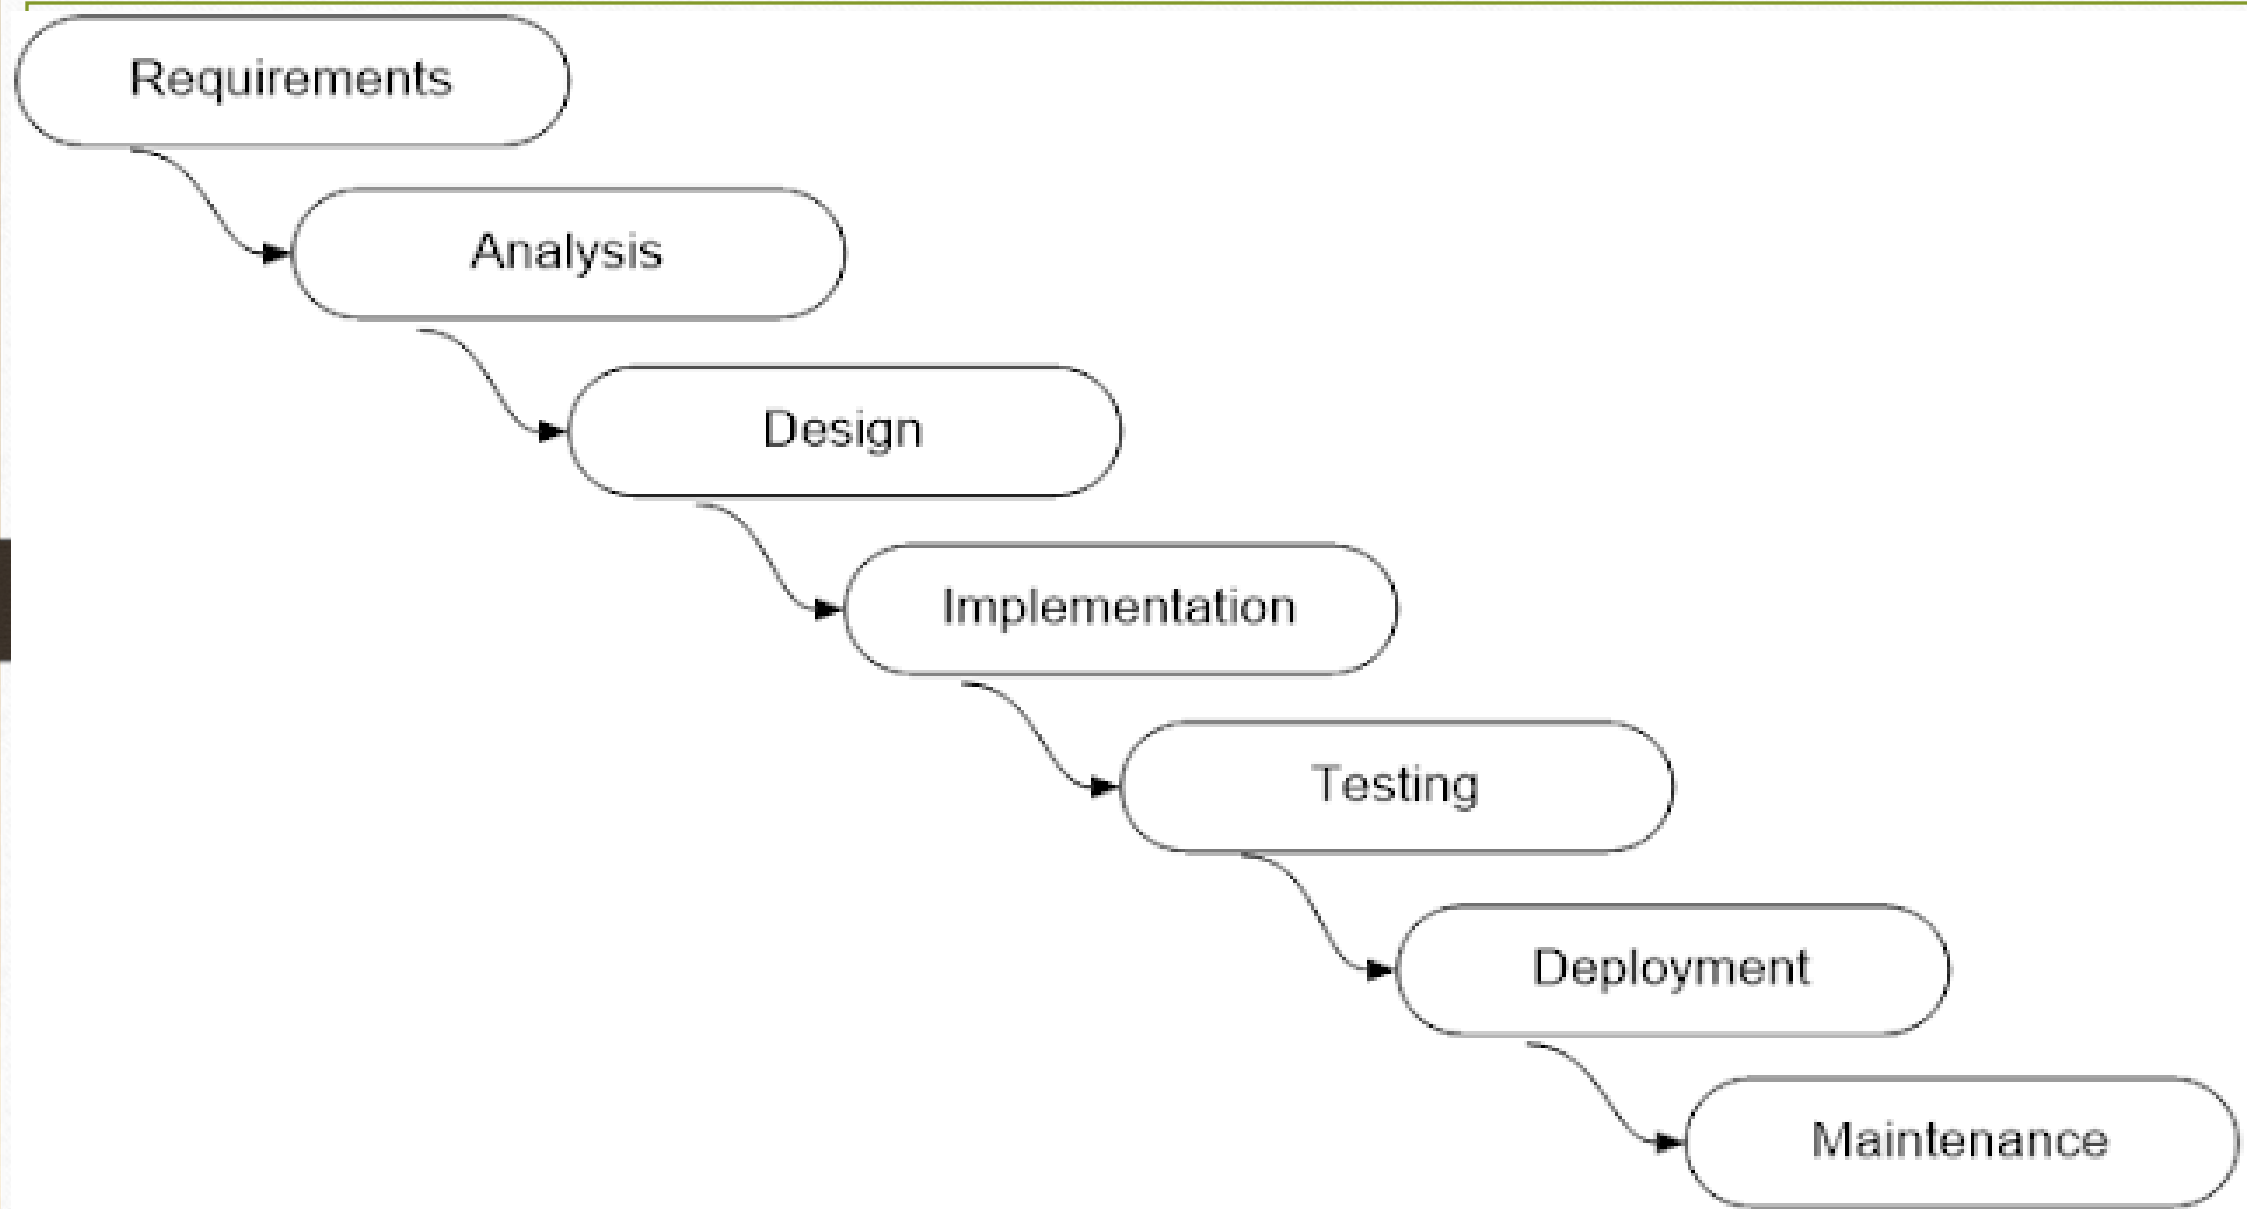 Requirements
Analysis
Design
Implementation
Testing
Deployment
Maintenance